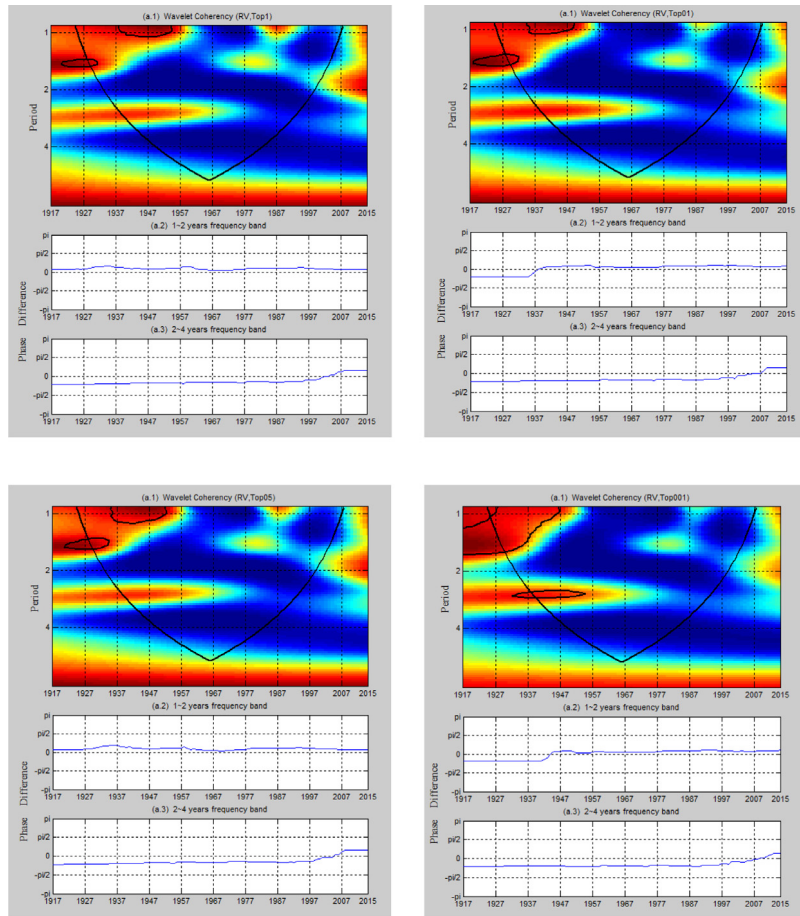 (a.1) Wavelet Coherency (RV,Top1)
1
2
4
Period
1917 1927 1937 1947 1957 1967 1977 1987 1997 2007 2015
(a.2) 1~2 years frequency band
pi
pi/2
0
-pi/2
-pi
1917 1927 1937 1947 1957 1967 1977 1987 1997 2007 2015
(a.3) 2~4 years frequency band
pi
pi/2
0
-pi/2
-pi
1917 1927 1937 1947 1957 1967 1977 1987 1997 2007 2015
Phase Difference
(a.1) Wavelet Coherency (RV,Top01)
1
2
4
Period
1917 1927 1937 1947 1957 1967 1977 1987 1997 2007 2015
(a.2) 1~2 years frequency band
pi
pi/2
0
-pi/2
-pi
1917 1927 1937 1947 1957 1967 1977 1987 1997 2007 2015
(a.3) 2~4 years frequency band
pi
pi/2
0
-pi/2
-pi
1917 1927 1937 1947 1957 1967 1977 1987 1997 2007 2015
Phase Difference
(a.1) Wavelet Coherency (RV,Top05)
1
2
4
Period
1917 1927 1937 1947 1957 1967 1977 1987 1997 2007 2015
(a.2) 1~2 years frequency band
pi
pi/2
0
-pi/2
-pi
1917 1927 1937 1947 1957 1967 1977 1987 1997 2007 2015
(a.3) 2~4 years frequency band
pi
pi/2
0
-pi/2
-pi
1917 1927 1937 1947 1957 1967 1977 1987 1997 2007 2015
Phase Difference
(a.1) Wavelet Coherency (RV,Top001)
1
2
4
Period
1917 1927 1937 1947 1957 1967 1977 1987 1997 2007 2015
(a.2) 1~2 years frequency band
pi
pi/2
0
-pi/2
-pi
1917 1927 1937 1947 1957 1967 1977 1987 1997 2007 2015
(a.3) 2~4 years frequency band
pi
pi/2
0
-pi/2
-pi
1917 1927 1937 1947 1957 1967 1977 1987 1997 2007 2015
Phase Difference